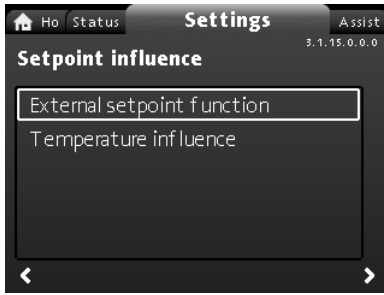 Ho Status Settings Assist
3.1.15.0.0.0
Setpoint influence
External setpoint function
Temperature influence